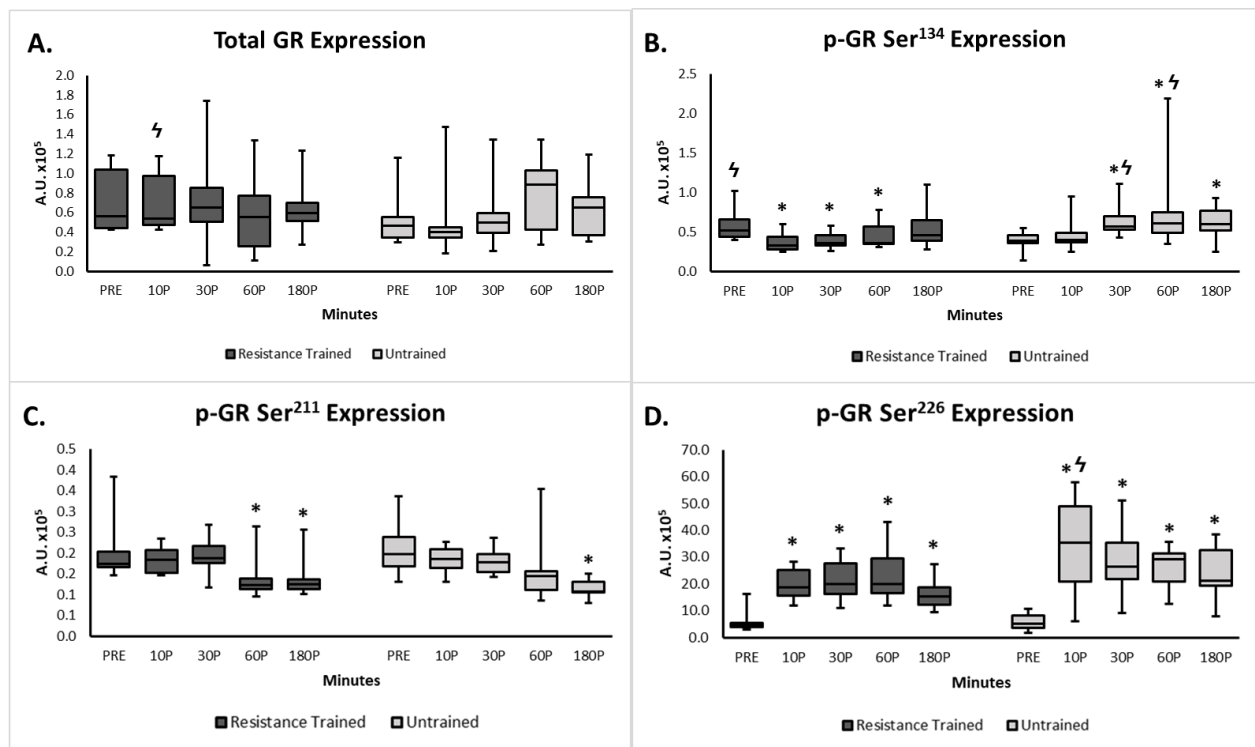 A.
Total GR Expression
A.U. x10⁵
2.0
1.8
1.6
1.4
1.2
1.0
0.8
0.6
0.4
0.2
0.0
ϟ
PRE 10P 30P 60P 180P PRE 10P 30P 60P 180P
Minutes
Resistance Trained Untrained
B.
p-GR Ser¹³⁴ Expression
A.U. x10⁵
2.5
2.0
1.5
1.0
0.5
0.0
ϟ * * * *ϟ *ϟ *
PRE 10P 30P 60P 180P PRE 10P 30P 60P 180P
Minutes
Resistance Trained Untrained
C.
p-GR Ser²¹¹ Expression
A.U. x10⁵
0.5
0.4
0.4
0.3
0.3
0.2
0.2
0.1
0.1
0.0
* * *
PRE 10P 30P 60P 180P PRE 10P 30P 60P 180P
Minutes
Resistance Trained Untrained
D.
p-GR Ser²²⁶ Expression
A.U. x10⁵
70.0
60.0
50.0
40.0
30.0
20.0
10.0
0.0
* * * * *ϟ * * *
PRE 10P 30P 60P 180P PRE 10P 30P 60P 180P
Minutes
Resistance Trained Untrained